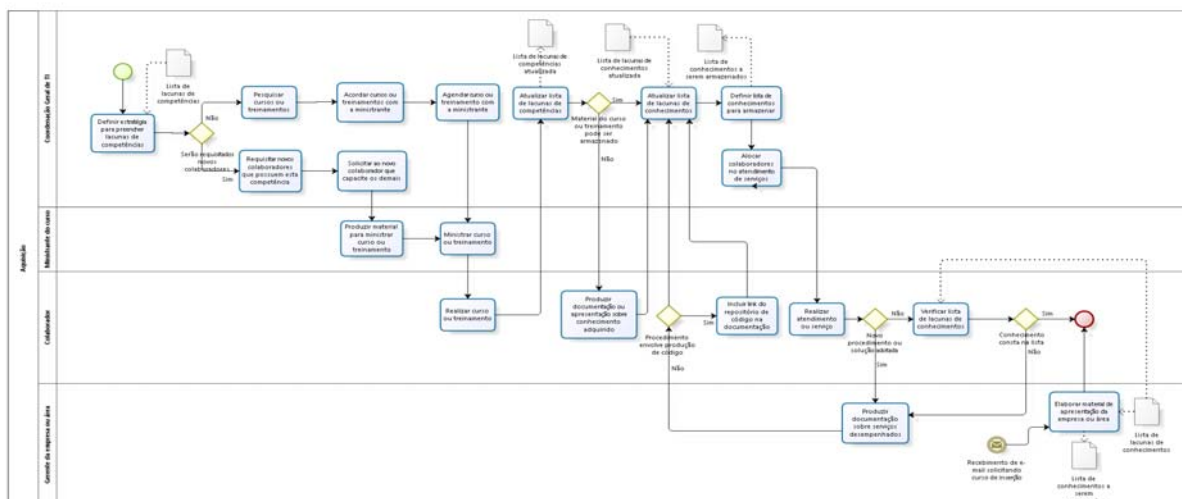 Aquisição
Coordenação Geral de TI
Lista de
lacunas de
competências
Definir estratégia
para preencher
lacunas de
competências
Serão requisitados
novos
colaboradores
Não
Sim
Pesquisar
cursos ou
treinamentos
Acordar cursos ou
treinamentos com
a ministrante
Agendar curso ou
treinamento com
a ministrante
Requisitar novos
colaboradores
que possuem esta
competência
Solicitar ao novo
colaborador que
capacite os demais
Lista de lacunas de
competências
atualizada
Atualizar lista
de lacunas de
competências
Material do curso
ou treinamento
pode ser
armazenado
Sim
Não
Lista de lacunas de
conhecimentos
atualizada
Atualizar lista
de lacunas de
conhecimentos
Lista de
conhecimentos a
serem armazenados
Definir lista de
conhecimentos
para armazenar
Alocar
colaboradores
no atendimento
de serviços
Ministrante do curso
Produzir material
para ministrar
curso ou
treinamento
Ministrar curso
ou treinamento
Colaborador
Realizar curso
ou treinamento
Produzir
documentação ou
apresentação sobre
conhecimento
adquirido
Procedimento
envolve produção
de código
Sim
Não
Incluir link do
repositório de
código na
documentação
Realizar
atendimento
ou serviço
Novo
procedimento ou
solução adotada
Não
Sim
Verificar lista
de lacunas de
conhecimentos
Conhecimento
consta na lista
Sim
Não
Gerente da empresa ou área
Produzir
documentação
sobre serviços
desempenhados
Recebimento de e-
mail solicitando
curso de inserção
Elaborar material de
apresentação da
empresa ou área
Lista de
lacunas de
conhecimentos
Lista de
conhecimentos a
serem